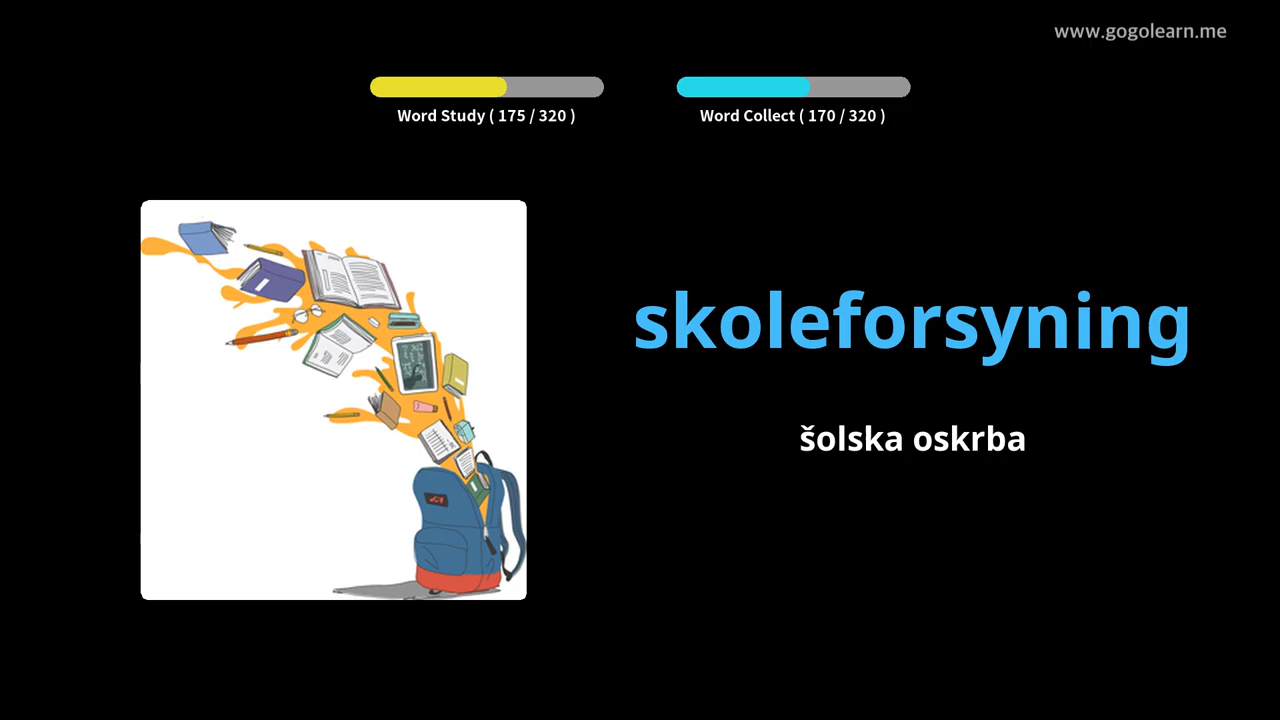 www.gogolearn.me
Word Study ( 175 / 320 )
Word Collect ( 170 / 320 )
skoleforsyning
šolska oskrba